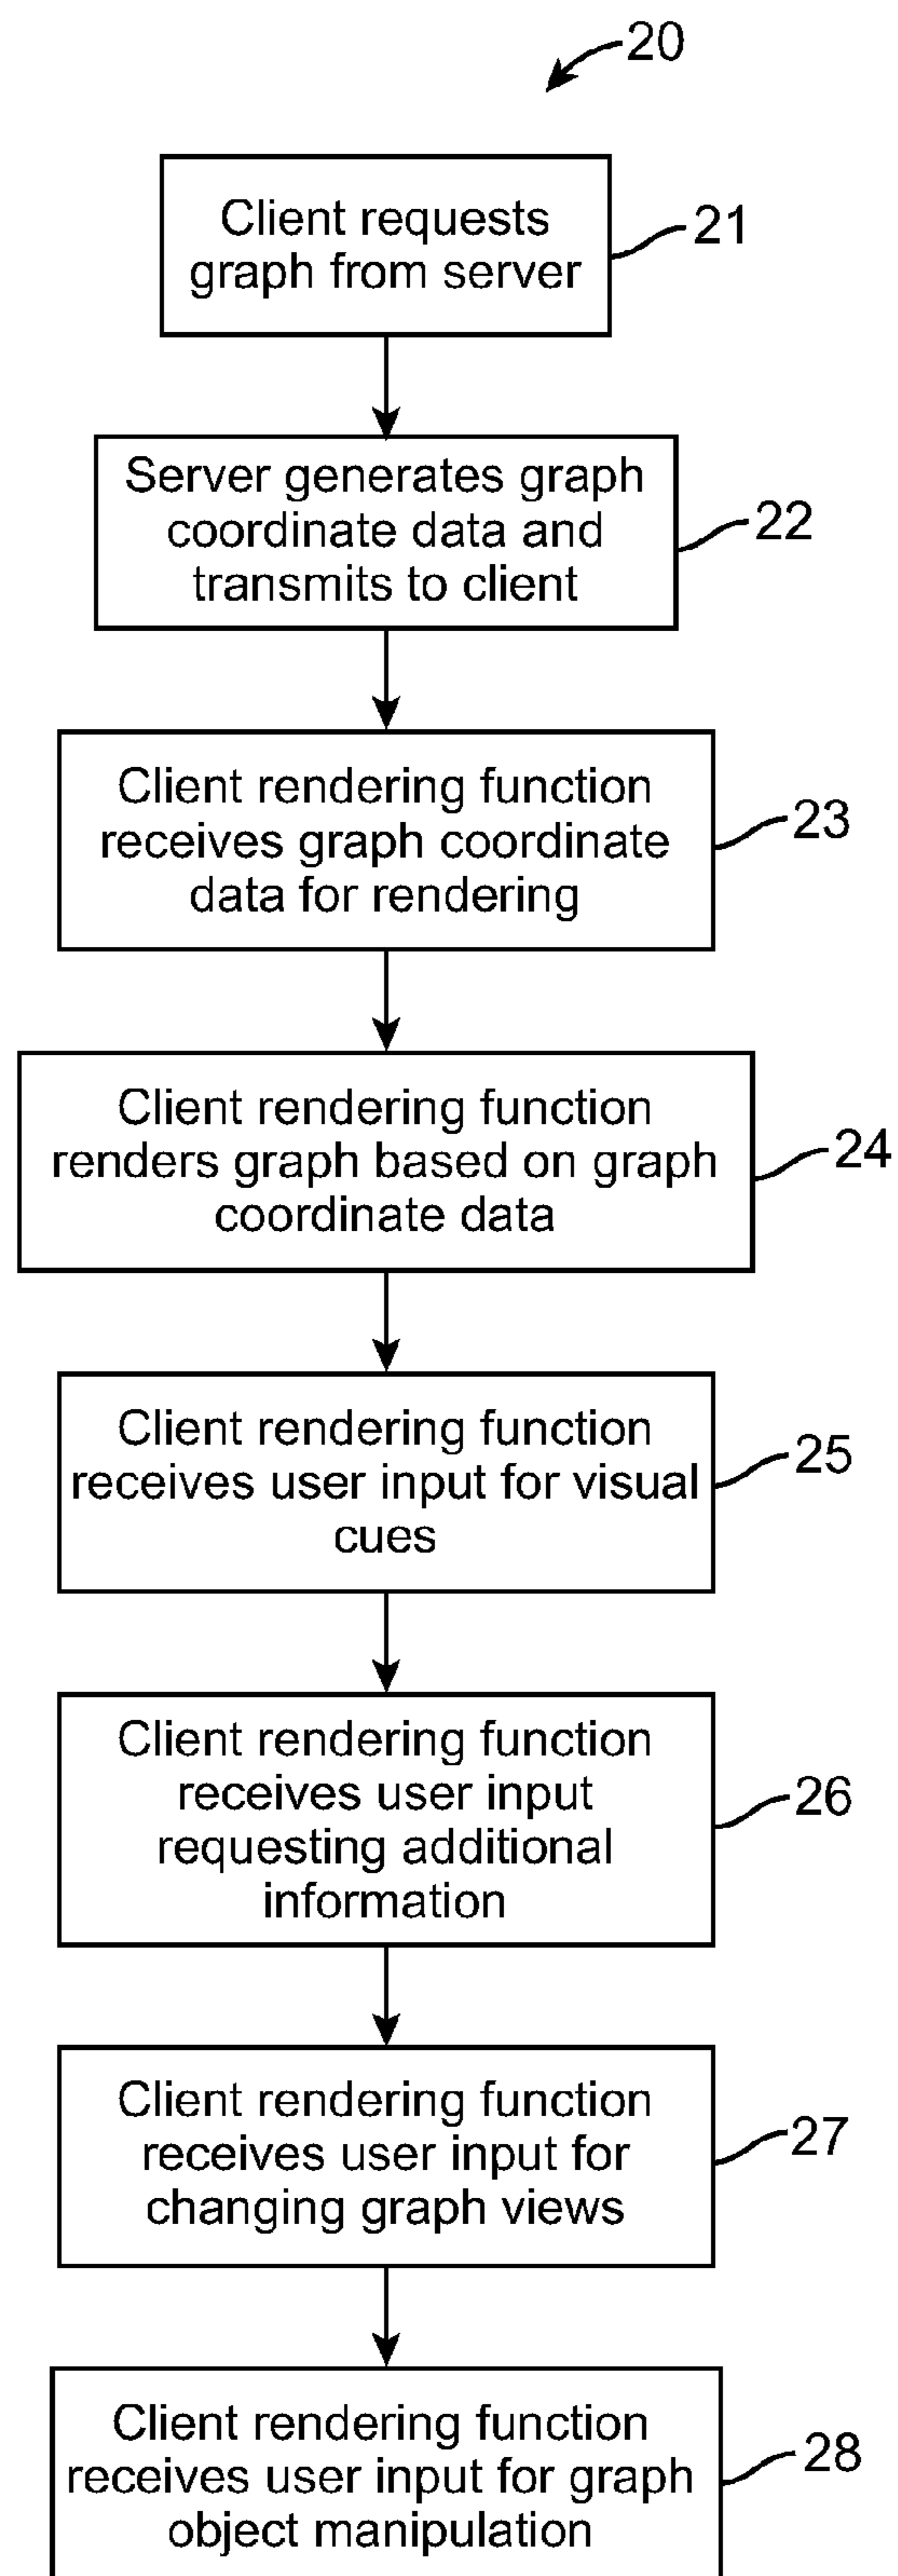 20
Client requests
graph from server
21
Server generates graph
coordinate data and
transmits to client
22
Client rendering function
receives graph coordinate
data for rendering
23
Client rendering function
renders graph based on graph
coordinate data
24
Client rendering function
receives user input for visual
cues
25
Client rendering function
receives user input
requesting additional
information
26
Client rendering function
receives user input for
changing graph views
27
Client rendering function
receives user input for graph
object manipulation
28